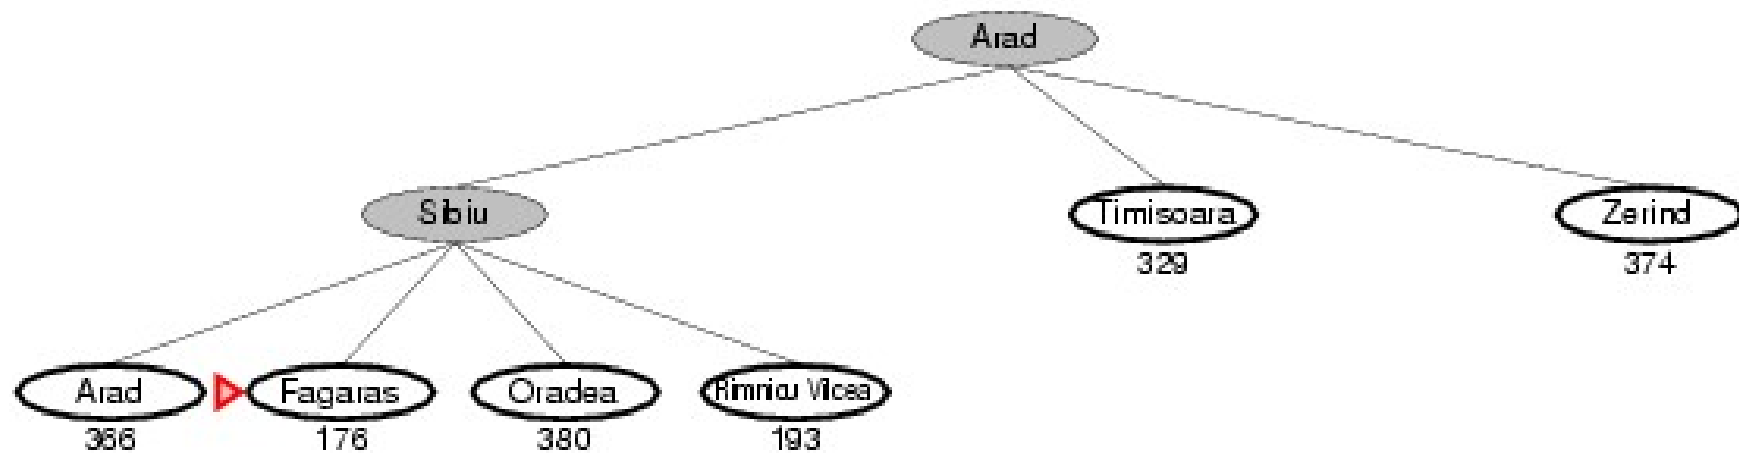 Arad
Sibiu
Timisoara
Zerind
329
374
Arad
Fagaras
Oradea
Rimnicu Vilcea
366
176
380
193